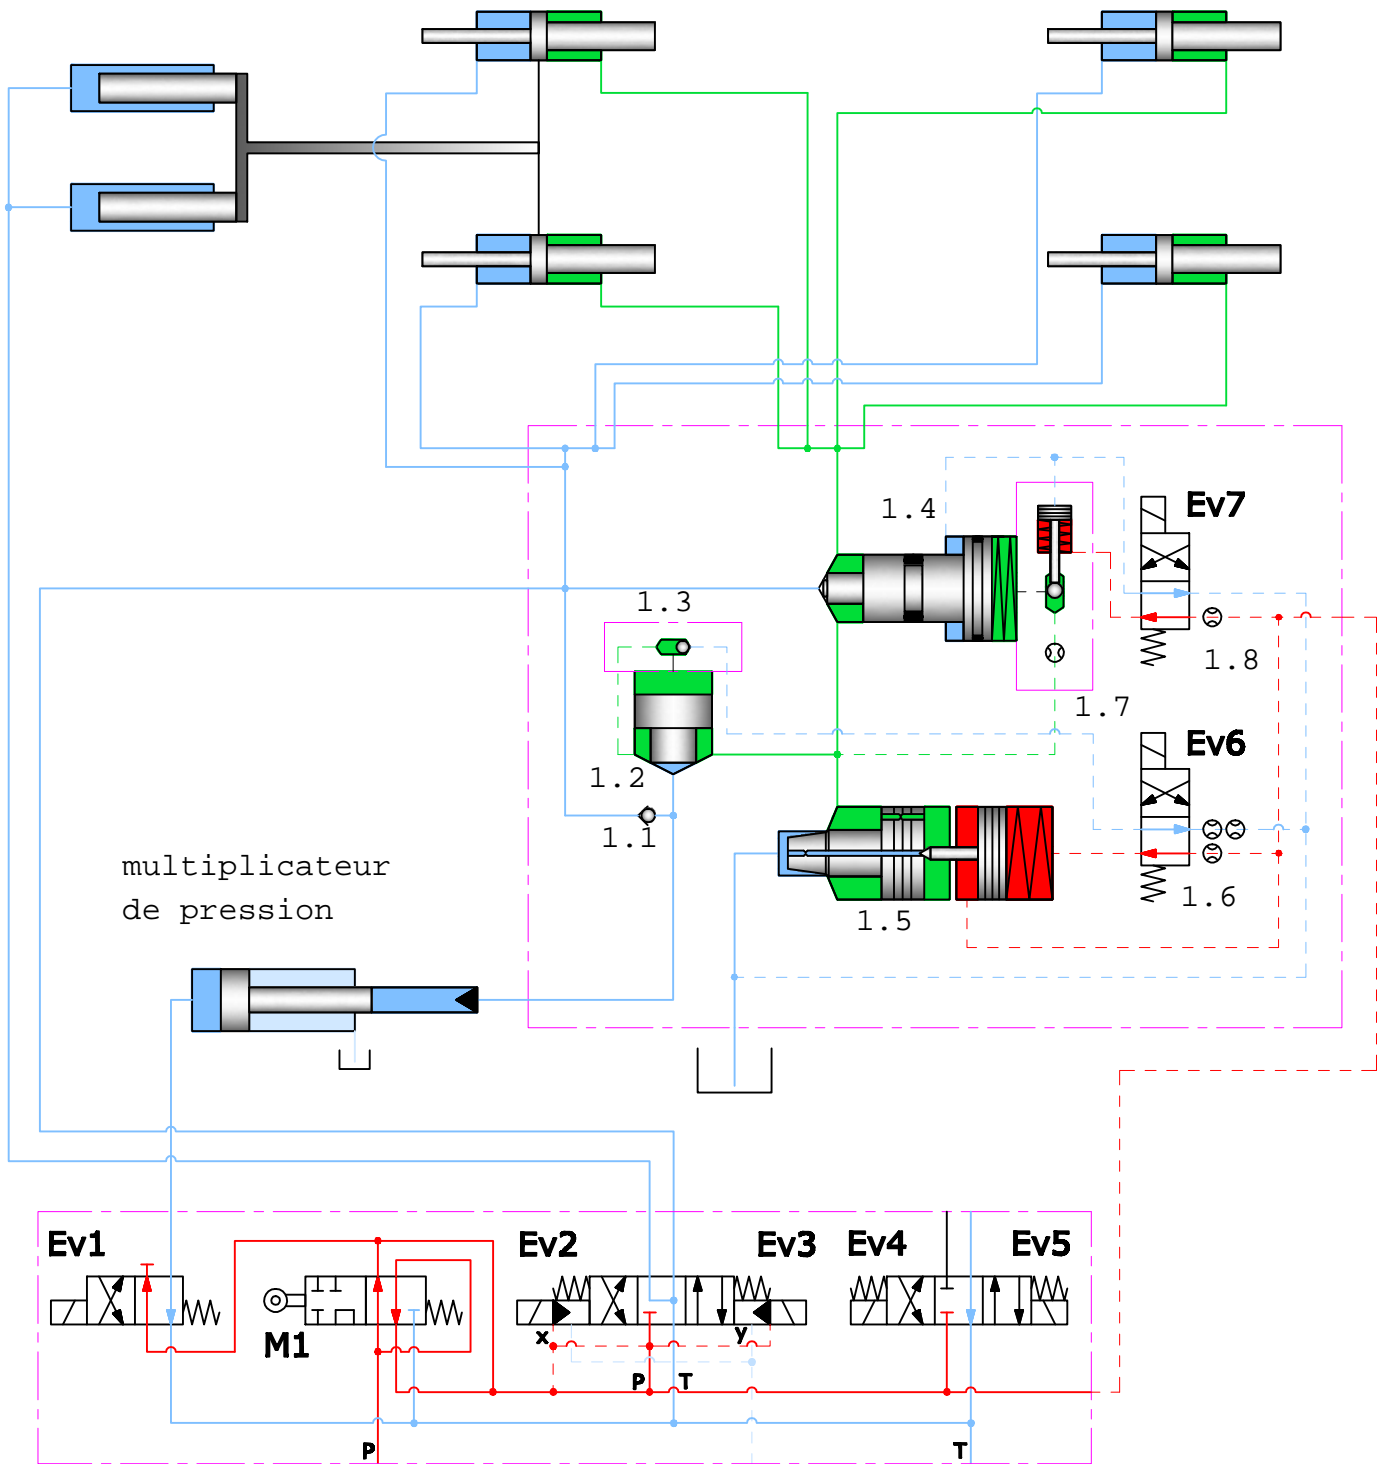 1.4
Ev7
1.3
1.8
1.7
Ev6
1.2
1.1
multiplicateur
de pression
1.6
1.5
Ev1
Ev2
Ev3
Ev4
Ev5
M1
x
y
P
T
P
T